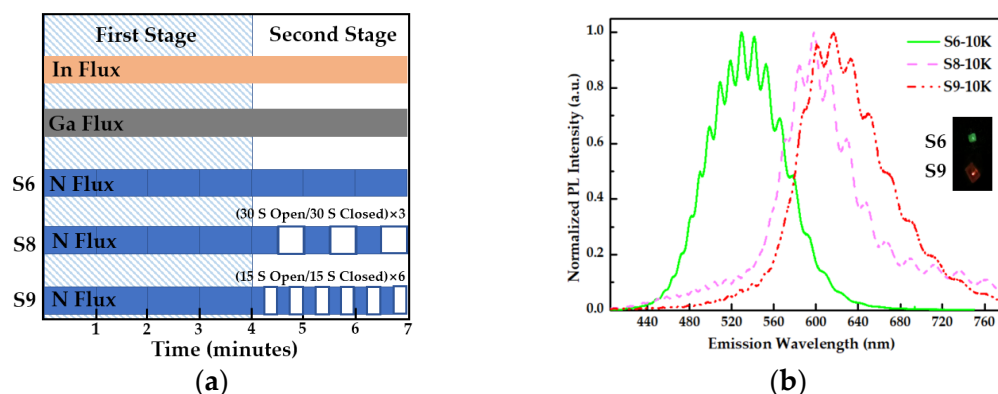 First Stage Second Stage
In Flux
Ga Flux
S6 N Flux
(30 S Open/30 S Closed)×3
S8 N Flux
(15 S Open/15 S Closed)×6
S9 N Flux
1 2 3 4 5 6 7
Time (minutes)
(a)
Normalized PL Intensity (a.u.)
1.0
0.8
0.6
0.4
0.2
0.0
S6-10K
S8-10K
S9-10K
S6
S9
440 480 520 560 600 640 680 720 760
Emission Wavelength (nm)
(b)